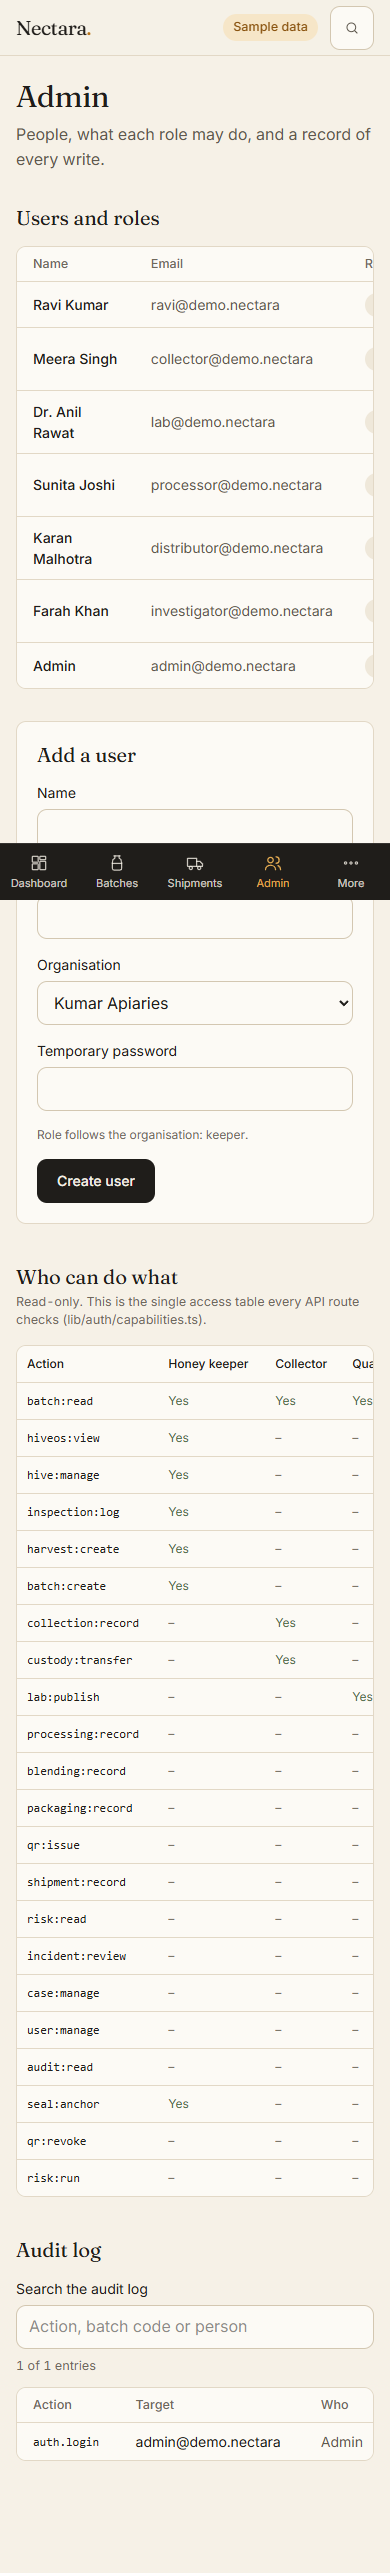 Nectara.
Sample data
Admin
People, what each role may do, and a record of
every write.
Users and roles
Name Email R
Ravi Kumar ravi@demo.nectara
Meera Singh collector@demo.nectara
Dr. Anil
Rawat
lab@demo.nectara
Sunita Joshi processor@demo.nectara
Karan
Malhotra
distributor@demo.nectara
Farah Khan investigator@demo.nectara
Admin admin@demo.nectara
Add a user
Name
Dashboard Batches Shipments Admin More
Organisation
Kumar Apiaries
Temporary password
Role follows the organisation: keeper.
Create user
Who can do what
Read-only. This is the single access table every API route
checks (lib/auth/capabilities.ts).
Action Honey keeper Collector Qua
batch:read Yes Yes Yes
hiveos:view Yes – –
hive:manage Yes – –
inspection:log Yes – –
harvest:create Yes – –
batch:create Yes – –
collection:record – Yes –
custody:transfer – Yes –
lab:publish – – Yes
processing:record – – –
blending:record – – –
packaging:record – – –
qr:issue – – –
shipment:record – – –
risk:read – – –
incident:review – – –
case:manage – – –
user:manage – – –
audit:read – – –
seal:anchor Yes – –
qr:revoke – – –
risk:run – – –
Audit log
Search the audit log
Action, batch code or person
1 of 1 entries
Action Target Who
auth.login admin@demo.nectara Admin